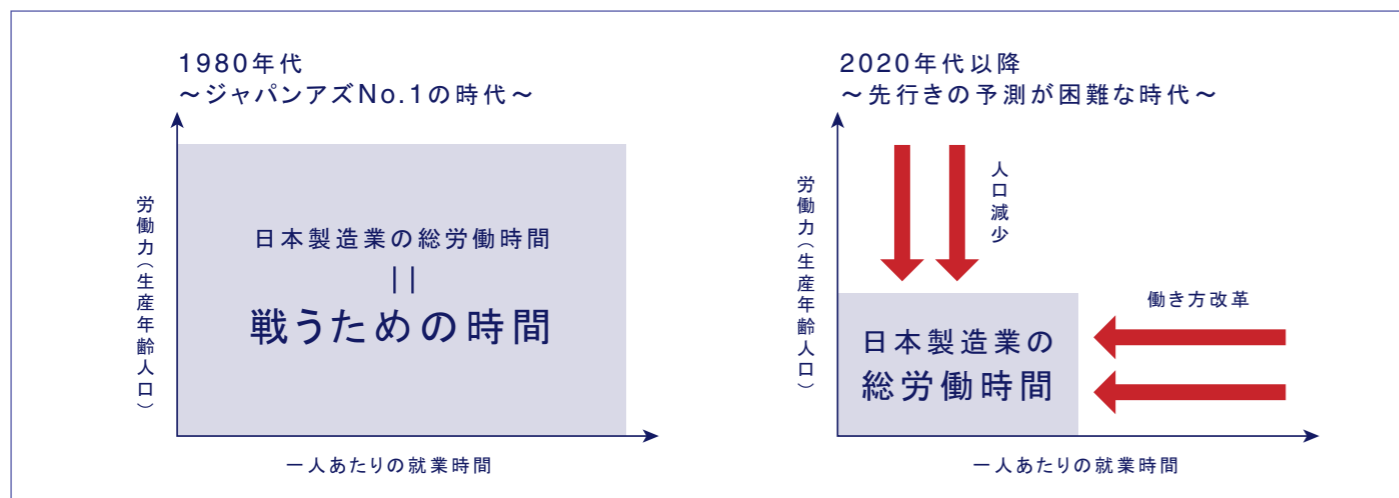 1980年代
～ジャパンアズNo.1の時代～
労働力（生産年齢人口）
日本製造業の総労働時間
||
戦うための時間
一人あたりの就業時間
2020年代以降
～先行きの予測が困難な時代～
労働力（生産年齢人口）
人口減少
働き方改革
日本製造業の
総労働時間
一人あたりの就業時間